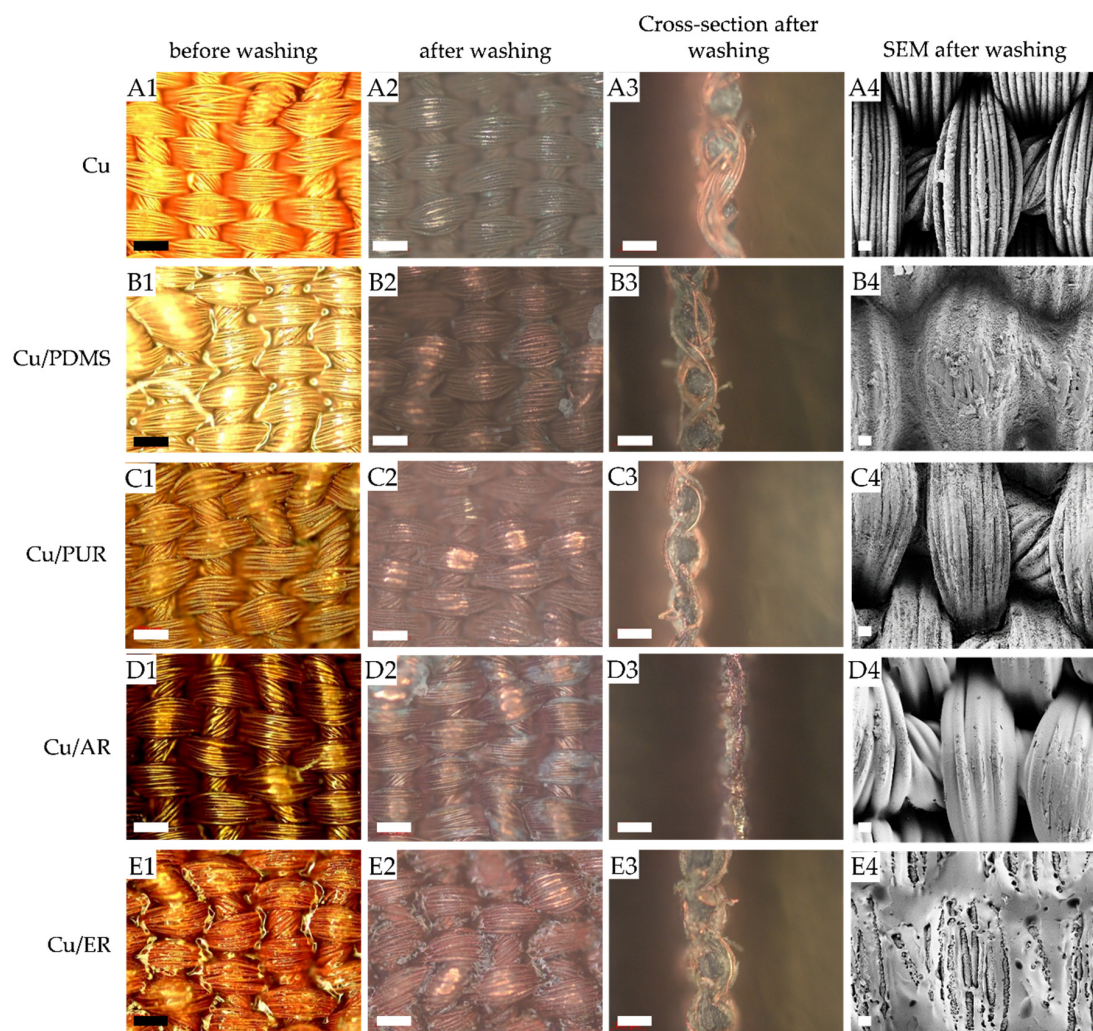 before washing
after washing
Cross-section after
washing
SEM after washing
Cu
A1
A2
A3
A4
Cu/PDMS
B1
B2
B3
B4
Cu/PUR
C1
C2
C3
C4
Cu/AR
D1
D2
D3
D4
Cu/ER
E1
E2
E3
E4